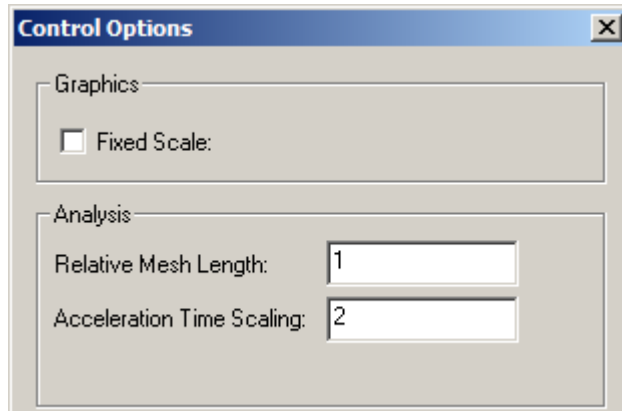 Control Options
Graphics
Fixed Scale:
Analysis
Relative Mesh Length: 1
Acceleration Time Scaling: 2